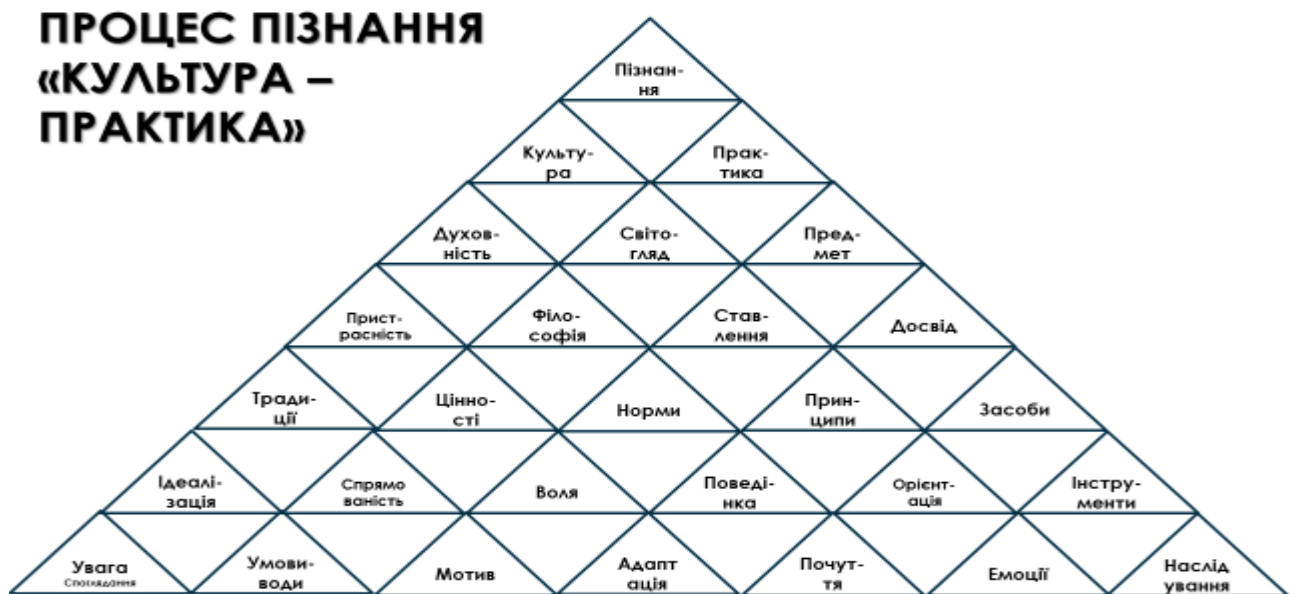 ПРОЦЕС ПІЗНАННЯ
«КУЛЬТУРА –
ПРАКТИКА»
Пізнан-
ня
Культу-
ра
Прак-
тика
Духов-
ність
Світо-
гляд
Пред-
мет
Прист-
расність
Філо-
софія
Став-
лення
Досвід
Тради-
ції
Цінно-
сті
Норми
Прин-
ципи
Засоби
Ідеалі-
зація
Спрямо
ваність
Воля
Поведі-
нка
Орієнт-
ація
Інстру-
менти
Увага
Споглядання
Умови-
води
Мотив
Адапт
ація
Почут-
тя
Емоції
Наслід
ування